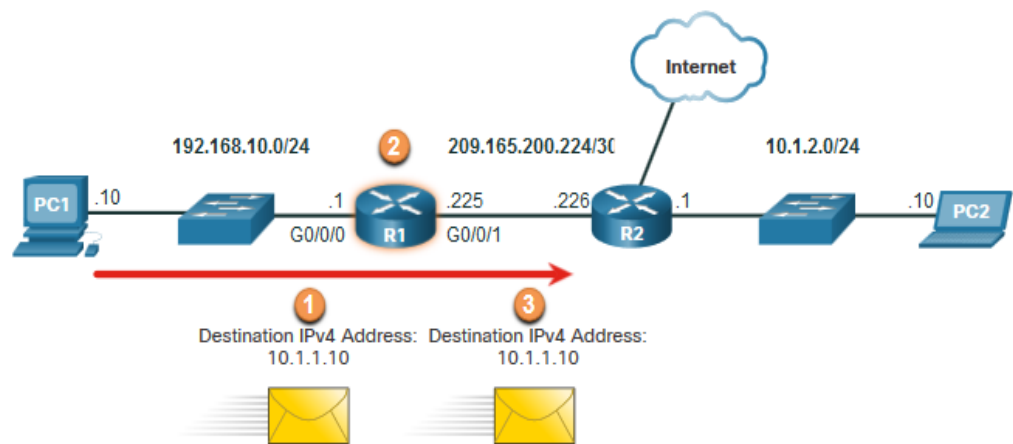 Internet
192.168.10.0/24
2
209.165.200.224/30
10.1.2.0/24
PC1
.10
.1
R1
.225
.226
R2
.1
.10
PC2
G0/0/0
G0/0/1
1
3
Destination IPv4 Address:
10.1.1.10
Destination IPv4 Address:
10.1.1.10